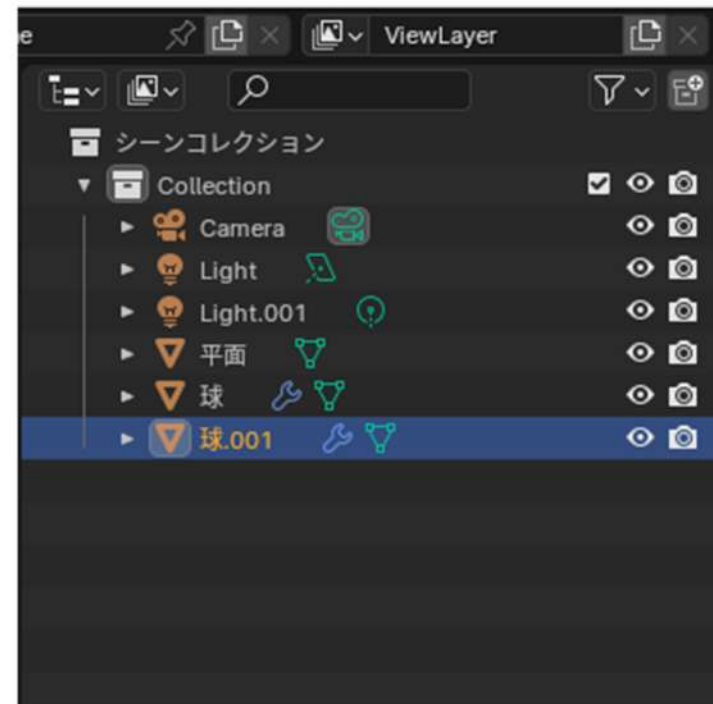 e ViewLayer
シーンコレクション
Collection
Camera
Light
Light.001
平面
球
球.001